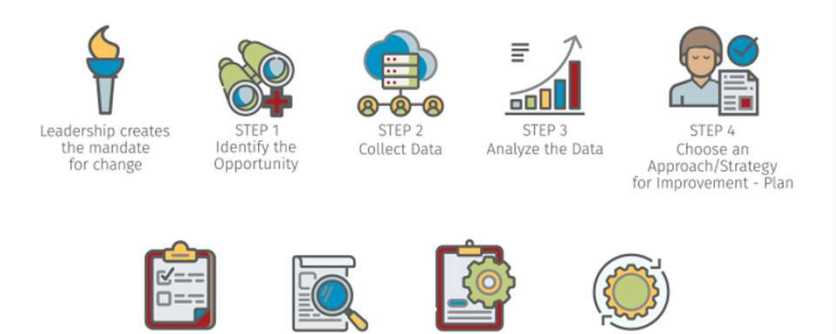 Leadership creates
the mandate
for change
STEP 1
Identify the
Opportunity
STEP 2
Collect Data
STEP 3
Analyze the Data
STEP 4
Choose an
Approach/Strategy
for Improvement - Plan